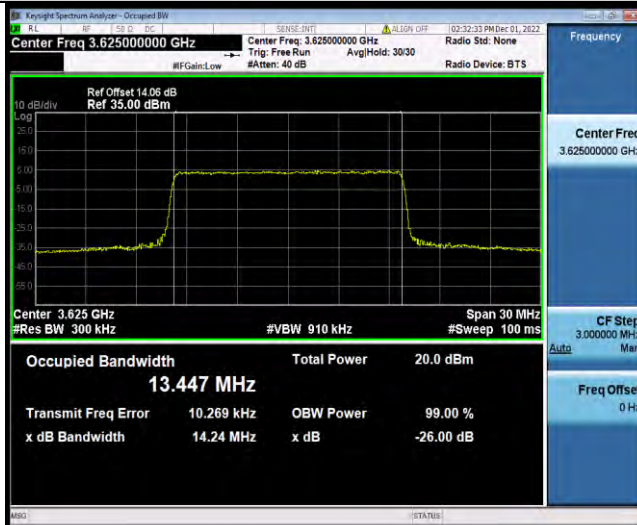 Keysight Spectrum Analyzer - Occupied BW
RL RF 50 Ω DC SENSE:INT ALIGN OFF 02:32:33 PM Dec 01, 2022
Center Freq 3.625000000 GHz
Center Freq: 3.625000000 GHz
Radio Std: None
Trig: Free Run Avg|Hold: 30/30
#IFGain:Low #Atten: 40 dB Radio Device: BTS
Frequency
Ref Offset 14.06 dB
10 dB/div Ref 35.00 dBm
Log
25.0
15.0
5.00
-5.00
-15.0
-25.0
-35.0
-45.0
-55.0
Center 3.625 GHz Span 30 MHz
#Res BW 300 kHz #VBW 910 kHz #Sweep 100 ms
Occupied Bandwidth Total Power 20.0 dBm
13.447 MHz
Transmit Freq Error 10.269 kHz OBW Power 99.00 %
x dB Bandwidth 14.24 MHz x dB -26.00 dB
Center Freq
3.625000000 GHz
CF Step
3.000000 MHz
Auto Man
Freq Offset
0 Hz
MSG STATUS